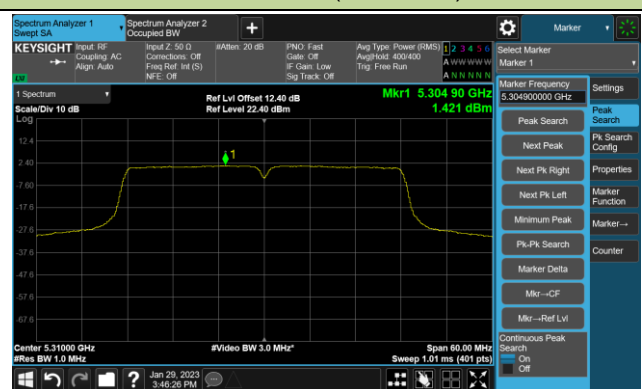 Spectrum Analyzer 1
Swept SA
Spectrum Analyzer 2
Occupied BW
Marker
KEYSIGHT
Input: RF
Coupling: AC
Align: Auto
Input Z: 50 Ω
Corrections: Off
Freq Ref: Int (S)
NFE: Off
#Atten: 20 dB
PNO: Fast
Gate: Off
IF Gain: Low
Sig Track: Off
Avg Type: Power (RMS)
Avg|Hold: 400/400
Trig: Free Run
1 2 3 4 5 6
A W W W W W
A N N N N N
Select Marker
Marker 1
LW
1 Spectrum
Scale/Div 10 dB
Log
Ref Lvl Offset 12.40 dB
Ref Level 22.40 dBm
Mkr1 5.304 90 GHz
1.421 dBm
12.4
2.40
-7.60
-17.6
-27.6
-37.6
-47.6
-57.6
-67.6
1
Center 5.31000 GHz
#Res BW 1.0 MHz
#Video BW 3.0 MHz*
Span 60.00 MHz
Sweep 1.01 ms (401 pts)
Marker Frequency
5.304900000 GHz
Peak Search
Next Peak
Next Pk Right
Next Pk Left
Minimum Peak
Pk-Pk Search
Marker Delta
Mkr→CF
Mkr→Ref Lvl
Continuous Peak
Search
On
Off
Settings
Peak
Search
Pk Search
Config
Properties
Marker
Function
Marker→
Counter
?
Jan 29, 2023
3:46:26 PM